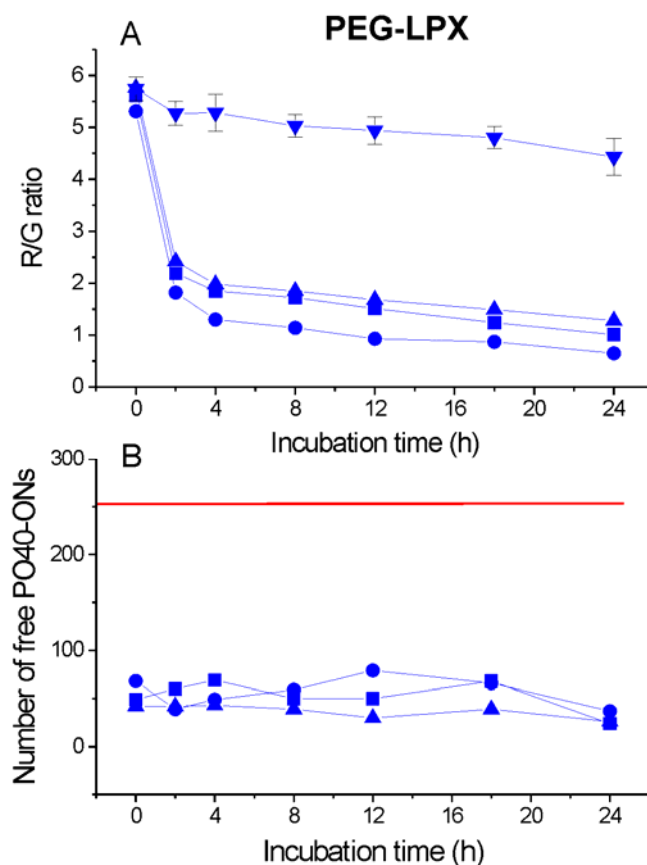 A PEG-LPX
R/G ratio
6
5
4
3
2
1
0
0 4 8 12 16 20 24
Incubation time (h)
B
Number of free PO40-ONs
300
200
100
0
0 4 8 12 16 20 24
Incubation time (h)